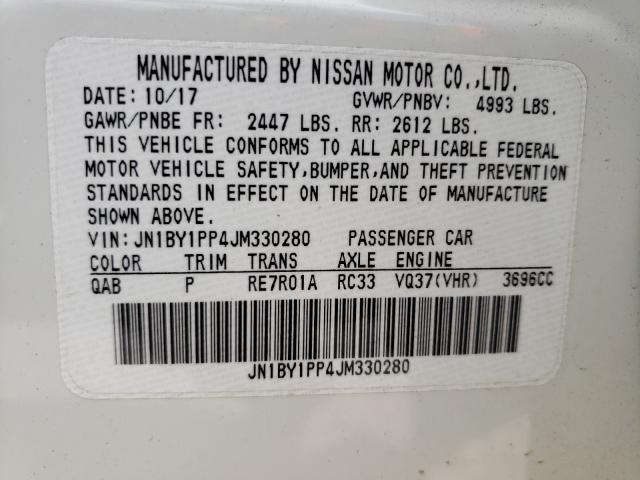 MANUFACTURED BY NISSAN MOTOR CO.,LTD.
DATE: 10/17 GVWR/PNBV: 4993 LBS.
GAWR/PNBE FR: 2447 LBS. RR: 2612 LBS.
THIS VEHICLE CONFORMS TO ALL APPLICABLE FEDERAL
MOTOR VEHICLE SAFETY,BUMPER,AND THEFT PREVENTION
STANDARDS IN EFFECT ON THE DATE OF MANUFACTURE
SHOWN ABOVE.
VIN:JN1BY1PP4JM330280 PASSENGER CAR
COLOR TRIM TRANS AXLE ENGINE
QAB P RE7R01A RC33 VQ37(VHR) 3696CC
JN1BY1PP4JM330280